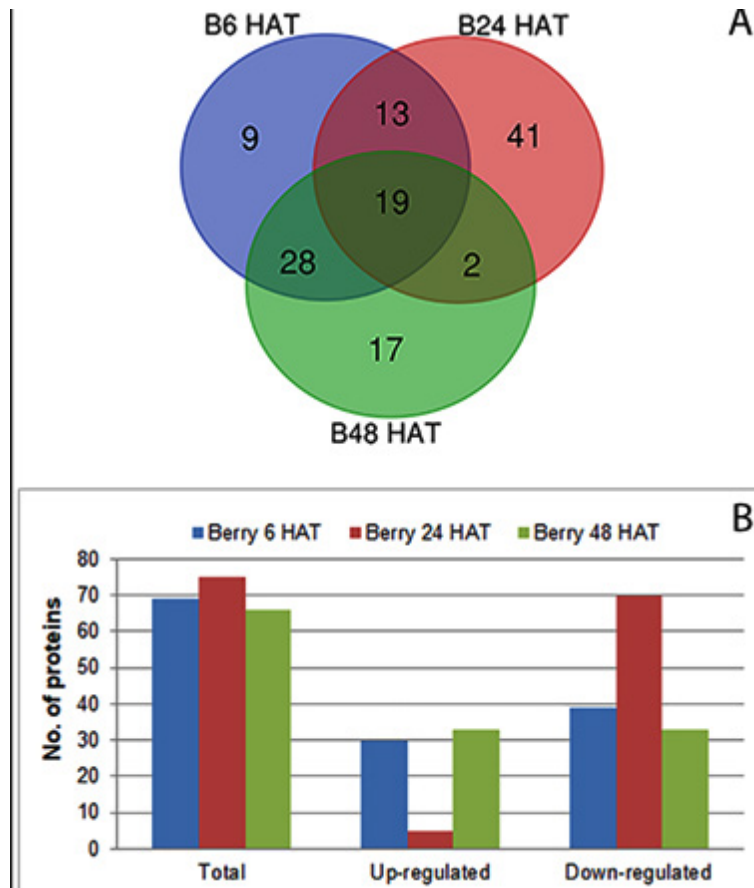 B6 HAT B24 HAT A
9 13 41
19
28 2
17
B48 HAT
B
Berry 6 HAT Berry 24 HAT Berry 48 HAT
No. of proteins
80
70
60
50
40
30
20
10
0
Total Up-regulated Down-regulated